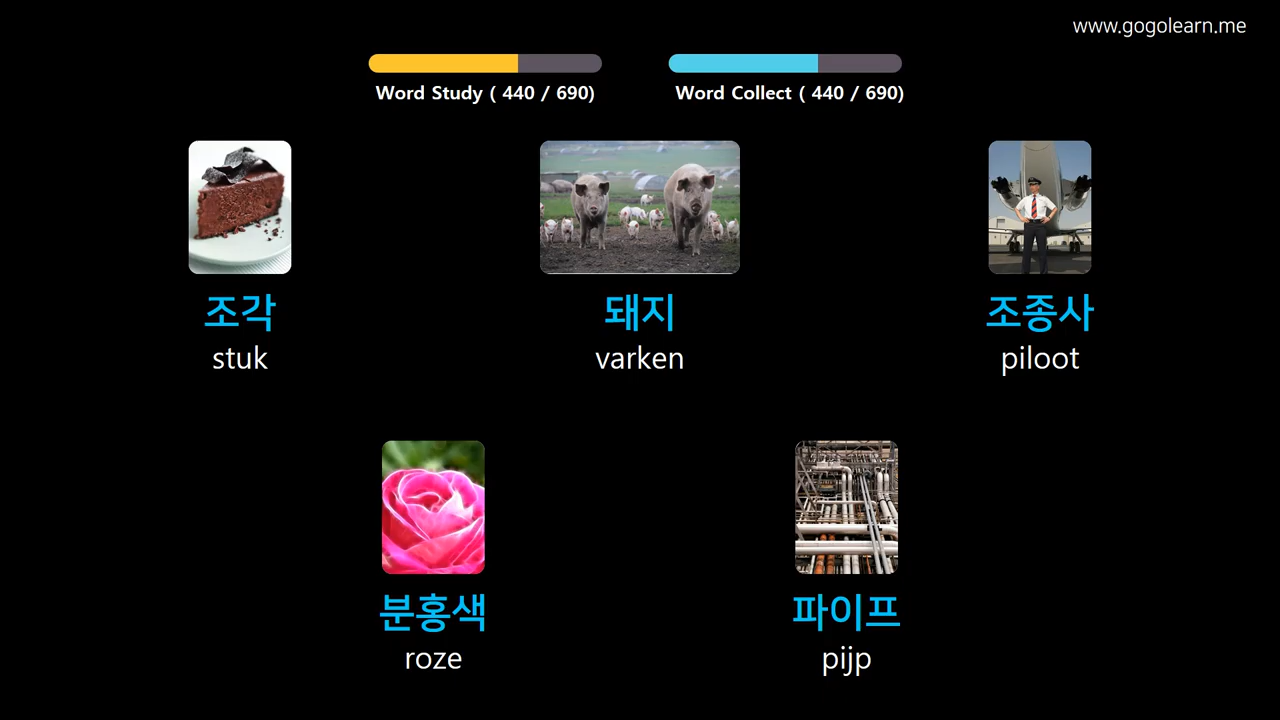 www.gogolearn.me
Word Study ( 440 / 690)
Word Collect ( 440 / 690)
조각
stuk
돼지
varken
조종사
piloot
분홍색
roze
파이프
pijp